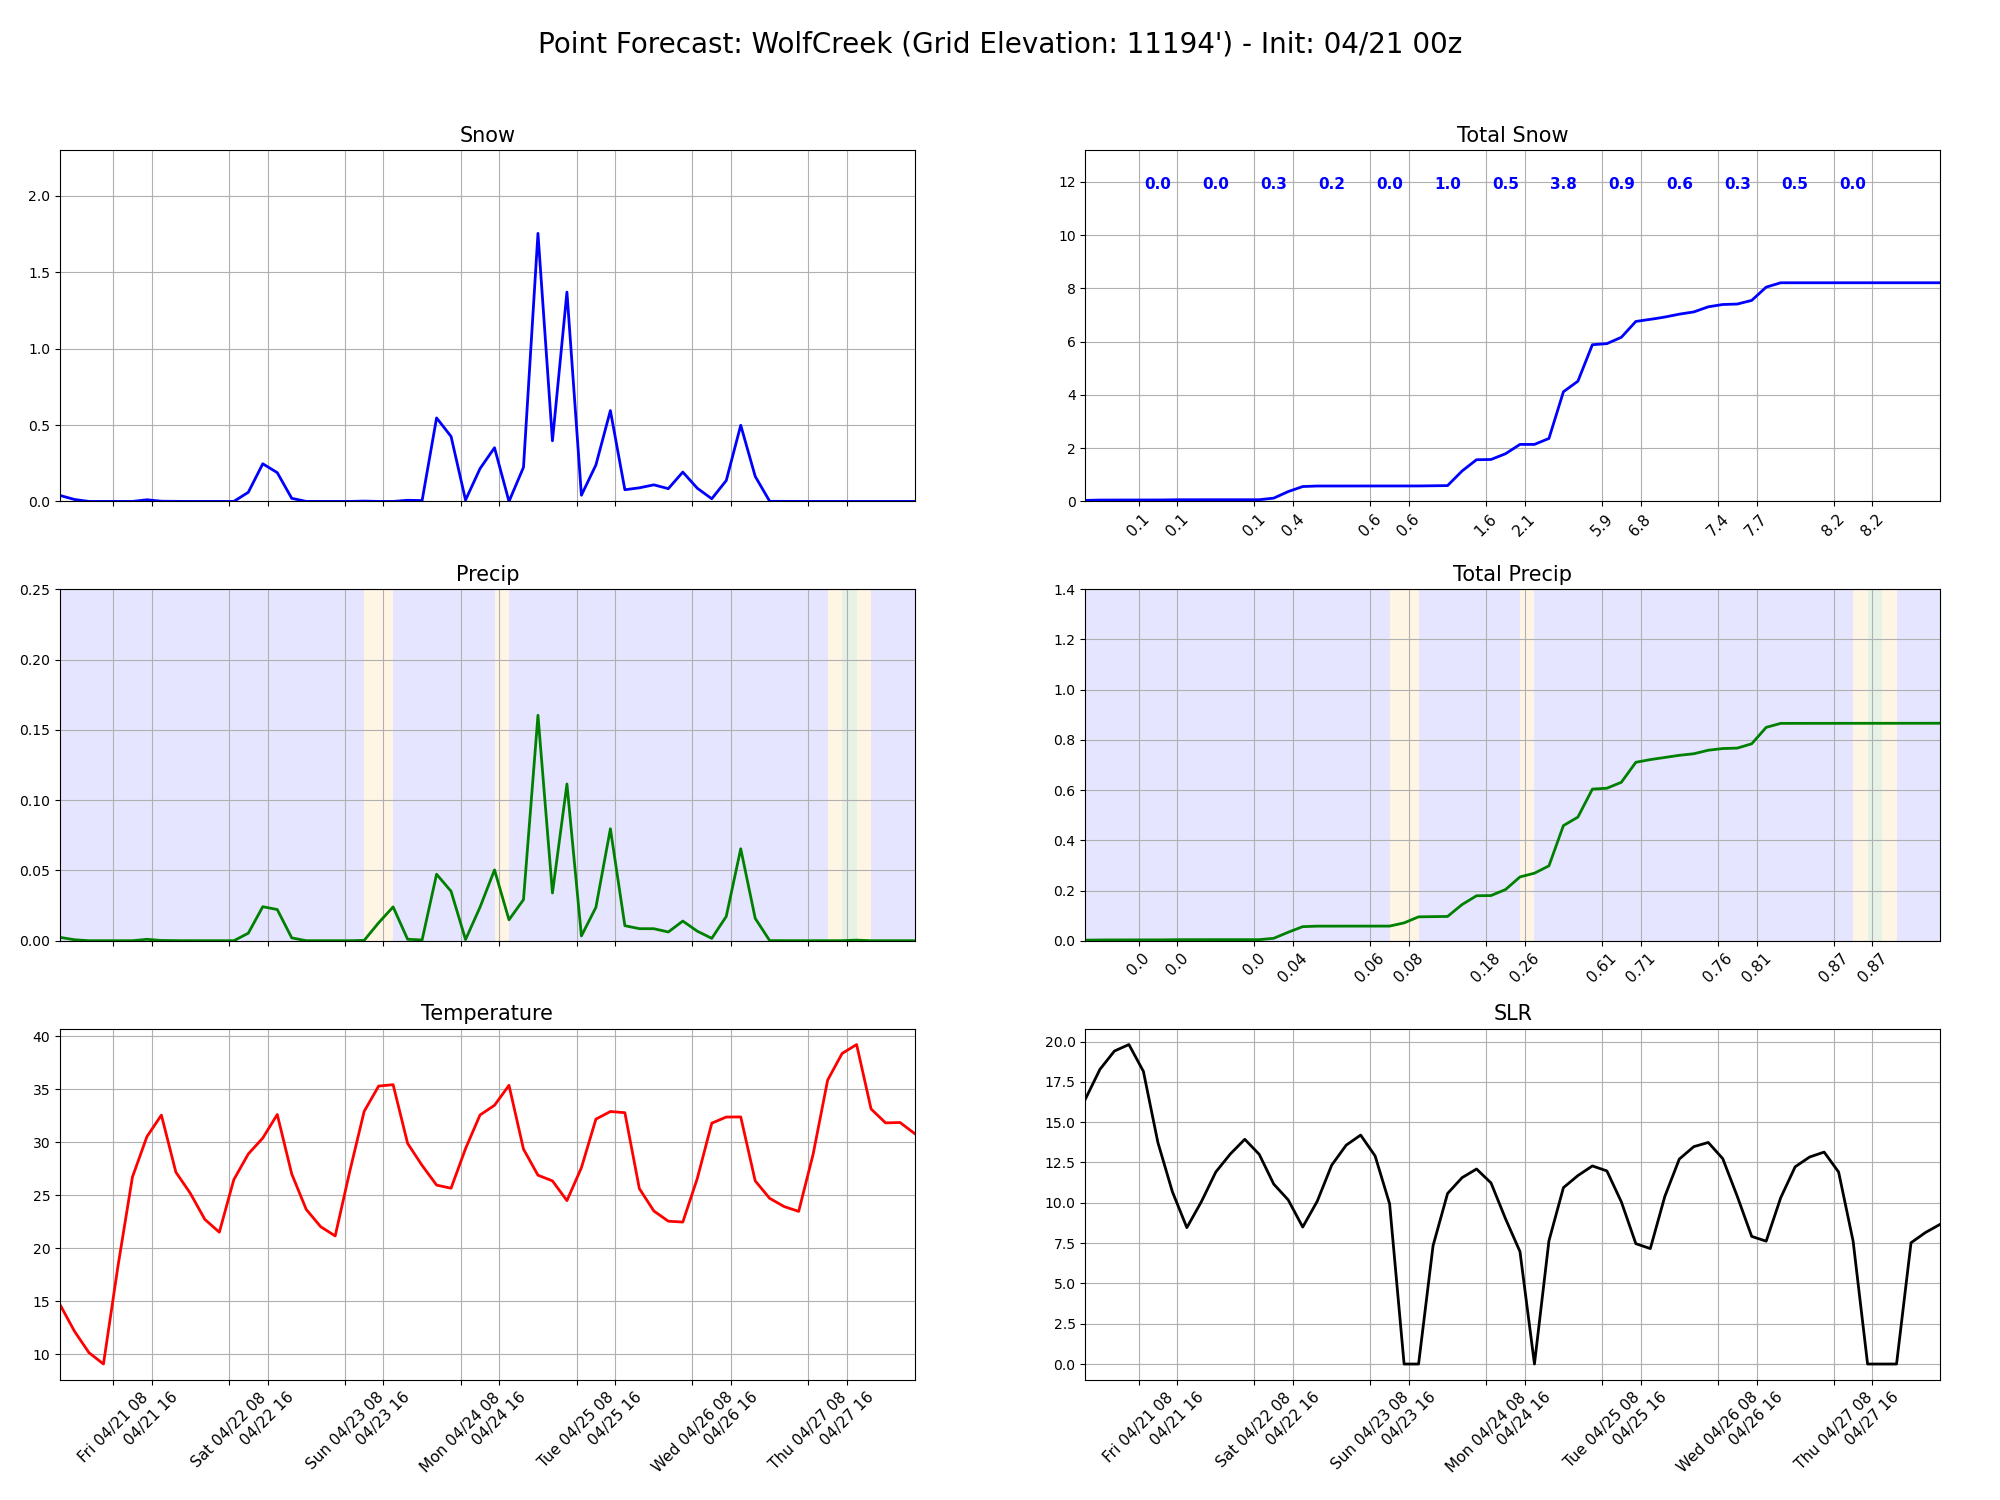 Point Forecast: WolfCreek (Grid Elevation: 11194') - Init: 04/21 00z
Snow
2.0
1.5
1.0
0.5
0.0
Total Snow
0.0 0.0 0.3 0.2 0.0 1.0 0.5 3.8 0.9 0.6 0.3 0.5 0.0
12
10
8
6
4
2
0
0.1 0.1 0.1 0.4 0.6 0.6 1.6 2.1 5.9 6.8 7.4 7.7 8.2 8.2
Precip
0.25
0.20
0.15
0.10
0.05
0.00
Total Precip
1.4
1.2
1.0
0.8
0.6
0.4
0.2
0.0
0.0 0.0 0.0 0.04 0.06 0.08 0.18 0.26 0.61 0.71 0.76 0.81 0.87 0.87
Temperature
40
35
30
25
20
15
10
Fri 04/21 08
04/21 16
Sat 04/22 08
04/22 16
Sun 04/23 08
04/23 16
Mon 04/24 08
04/24 16
Tue 04/25 08
04/25 16
Wed 04/26 08
04/26 16
Thu 04/27 08
04/27 16
SLR
20.0
17.5
15.0
12.5
10.0
7.5
5.0
2.5
0.0
Fri 04/21 08
04/21 16
Sat 04/22 08
04/22 16
Sun 04/23 08
04/23 16
Mon 04/24 08
04/24 16
Tue 04/25 08
04/25 16
Wed 04/26 08
04/26 16
Thu 04/27 08
04/27 16